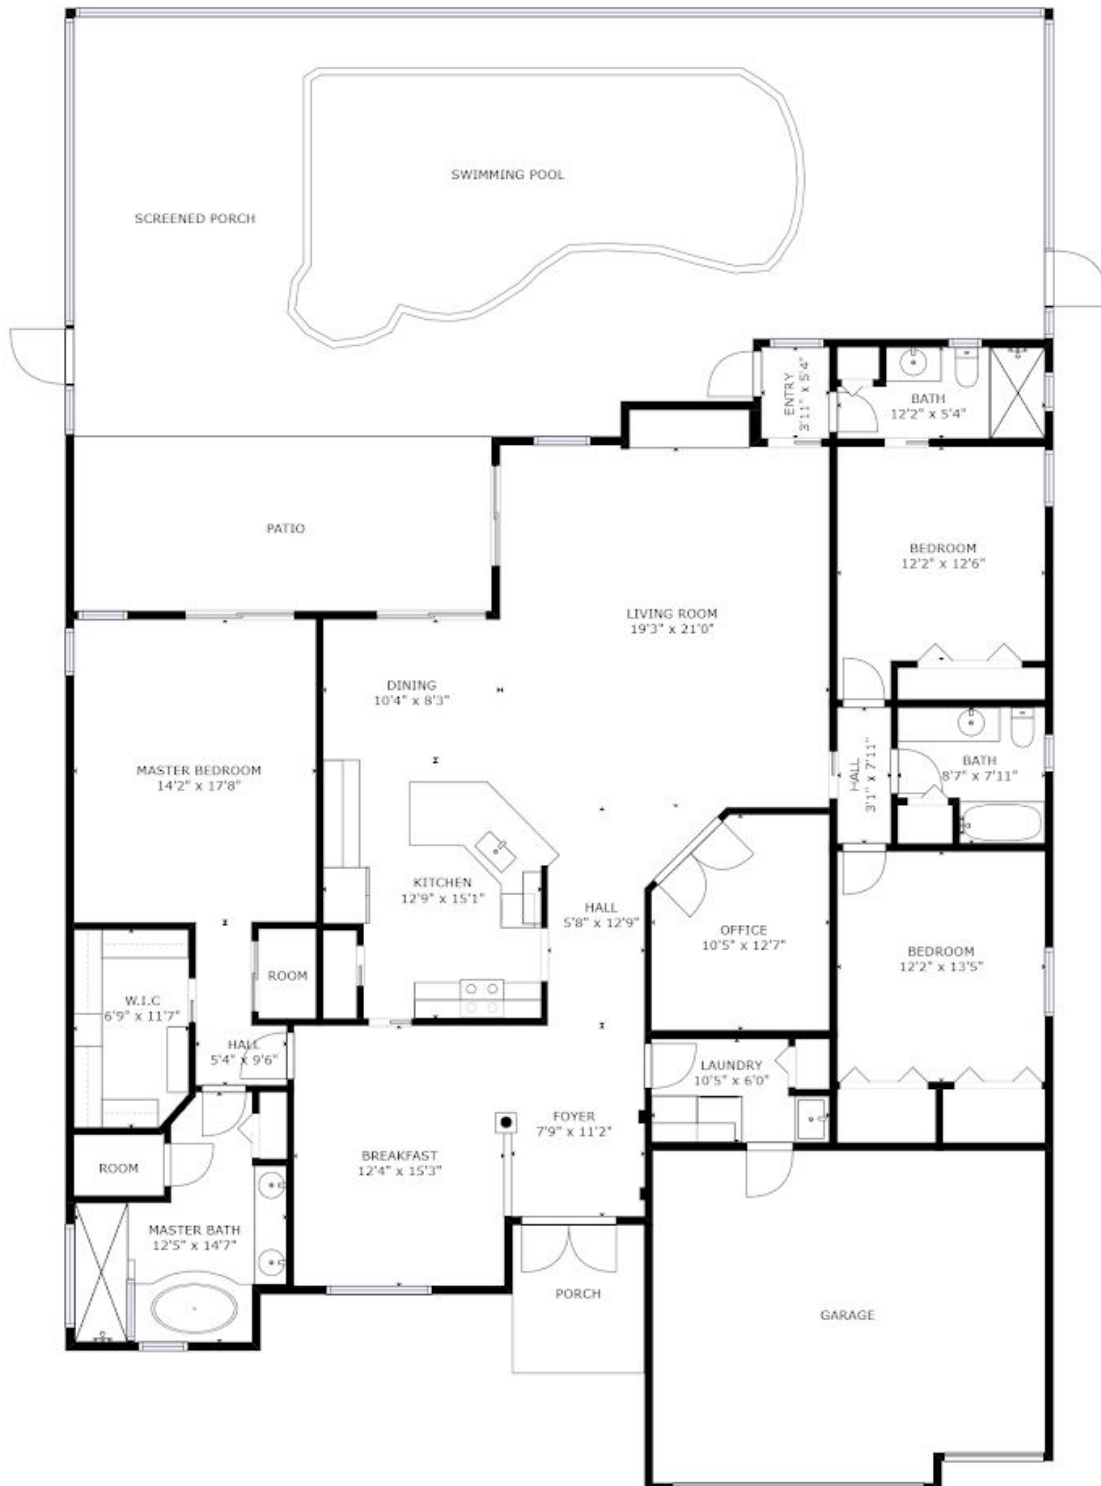 SWIMMING POOL
SCREENED PORCH
ENTRY
3'11" x 5'4"
BATH
12'2" x 5'4"
PATIO
BEDROOM
12'2" x 12'6"
LIVING ROOM
19'3" x 21'0"
DINING
10'4" x 8'3"
MASTER BEDROOM
14'2" x 17'8"
HALL
3'1" x 7'11"
BATH
8'7" x 7'11"
KITCHEN
12'9" x 15'1"
HALL
5'8" x 12'9"
OFFICE
10'5" x 12'7"
BEDROOM
12'2" x 13'5"
ROOM
W.I.C
6'9" x 11'7"
HALL
5'4" x 9'6"
LAUNDRY
10'5" x 6'0"
FOYER
7'9" x 11'2"
BREAKFAST
12'4" x 15'3"
ROOM
MASTER BATH
12'5" x 14'7"
PORCH
GARAGE